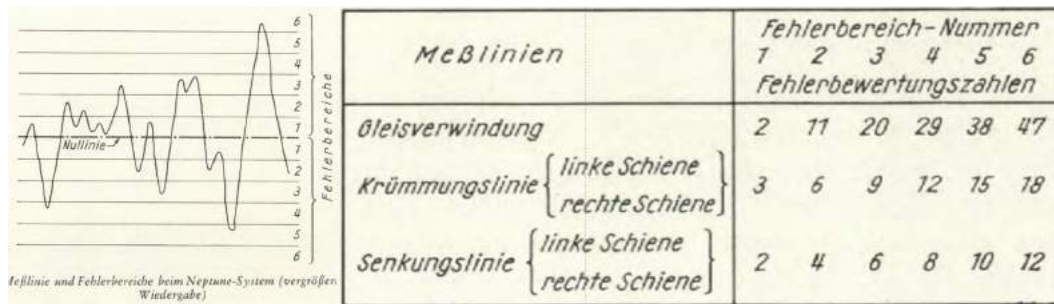 6
5
4
3
2
1
Nullinie
2
3
4
5
6
Fehlerbereiche
Meßlinie und Fehlerbereiche beim Neptune-System (vergrößerte
Wiedergabe)
Meßlinien
Fehlerbereich-Nummer
1 2 3 4 5 6
Fehlerbewertungszahlen
Gleisverwindung 2 11 20 29 38 47
Krümmungslinie { linke Schiene
rechte Schiene } 3 6 9 12 15 18
Senkungslinie { linke Schiene
rechte Schiene } 2 4 6 8 10 12